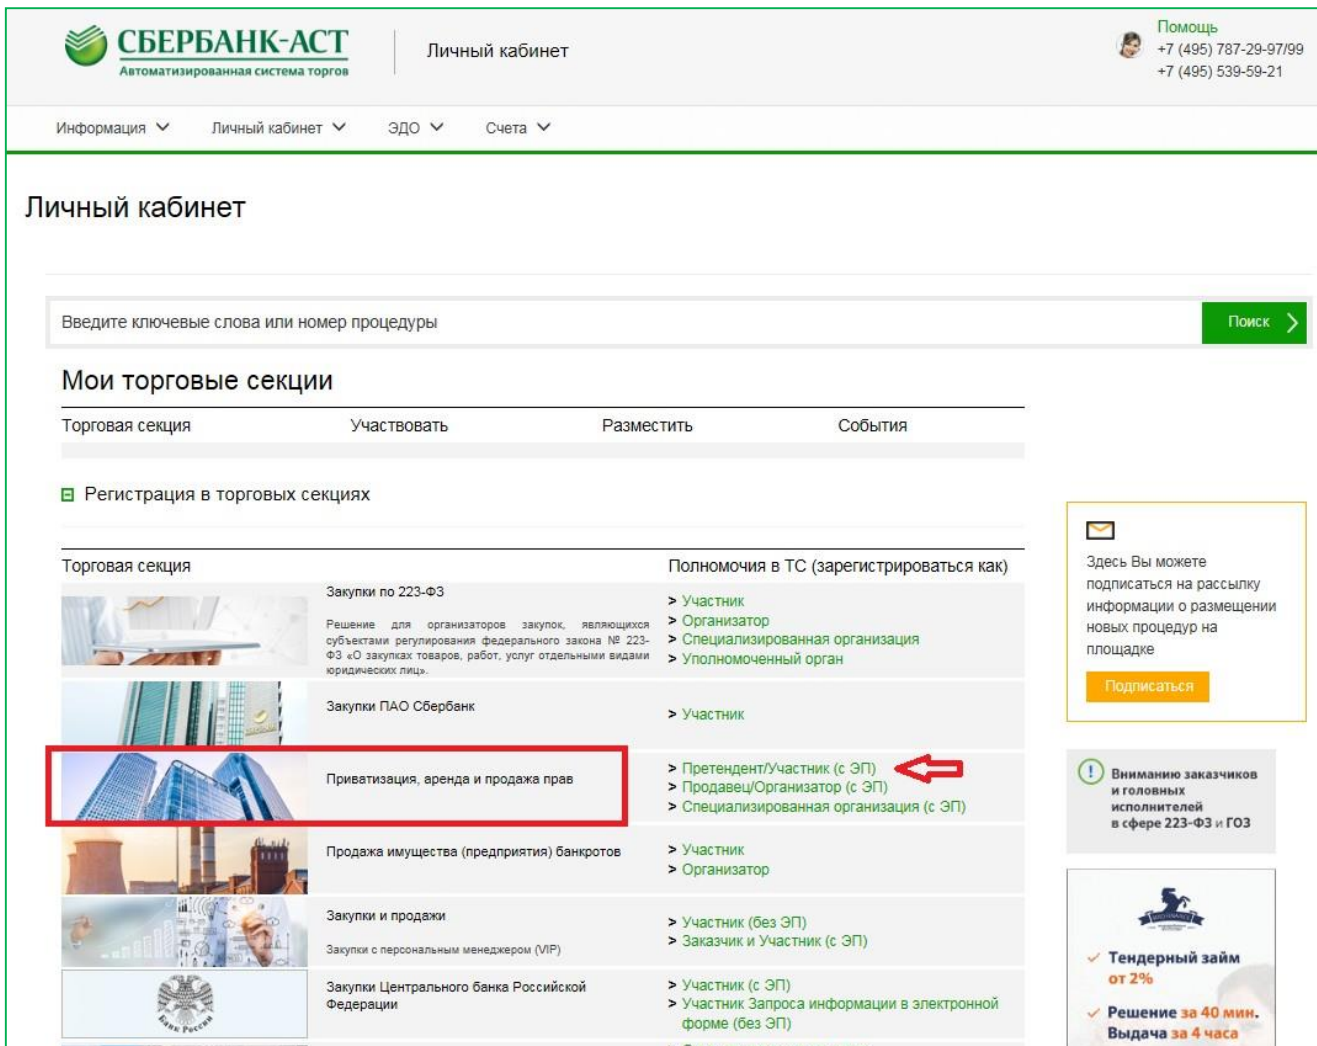 СБЕРБАНК-АСТ
Автоматизированная система торгов
Личный кабинет
Помощь
+7 (495) 787-29-97/99
+7 (495) 539-59-21
Информация
Личный кабинет
ЭДО
Счета
Личный кабинет
Введите ключевые слова или номер процедуры
Поиск
Мои торговые секции
Торговая секция Участвовать Разместить События
Регистрация в торговых секциях
Торговая секция Полномочия в ТС (зарегистрироваться как)
Закупки по 223-ФЗ
Решение для организаторов закупок, являющихся
субъектами регулирования федерального закона № 223-
ФЗ «О закупках товаров, работ, услуг отдельными видами
юридических лиц».
> Участник
> Организатор
> Специализированная организация
> Уполномоченный орган
Закупки ПАО Сбербанк
> Участник
Приватизация, аренда и продажа прав
> Претендент/Участник (с ЭП)
> Продавец/Организатор (с ЭП)
> Специализированная организация (с ЭП)
Продажа имущества (предприятия) банкротов
> Участник
> Организатор
Закупки и продажи
Закупки с персональным менеджером (VIP)
> Участник (без ЭП)
> Заказчик и Участник (с ЭП)
Банк России
Закупки Центрального банка Российской
Федерации
> Участник (с ЭП)
> Участник Запроса информации в электронной
форме (без ЭП)
Здесь Вы можете
подписаться на рассылку
информации о размещении
новых процедур на
площадке
Подписаться
Вниманию заказчиков
и головных
исполнителей
в сфере 223-ФЗ и ГОЗ
Тендерный займ
от 2%
Решение за 40 мин.
Выдача за 4 часа